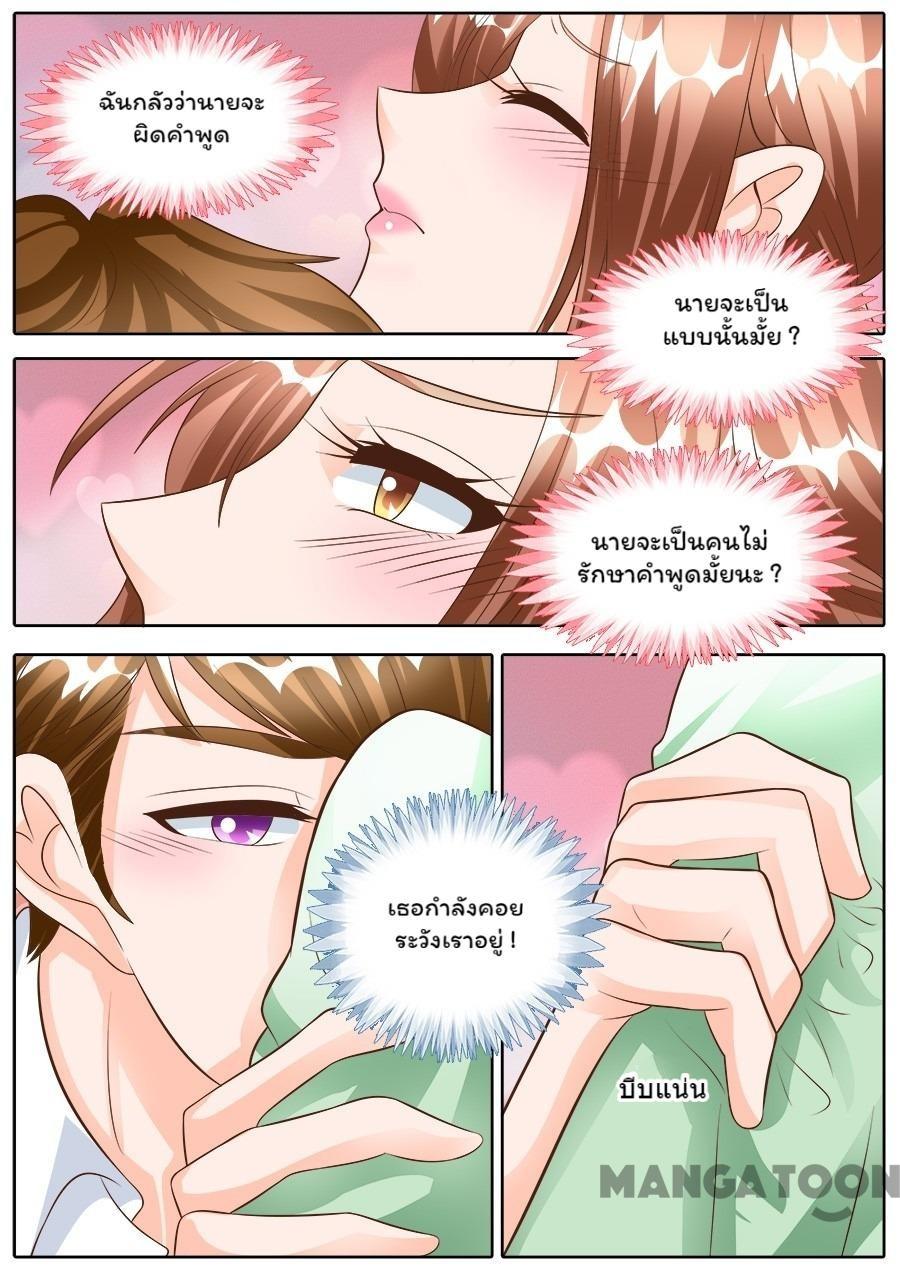 ฉันกลัวว่านายจะ
ผิดคำพูด
นายจะเป็น
แบบนั้นมั้ย ?
นายจะเป็นคนไม่
รักษาคำพูดมั้ยนะ ?
เธอกำลังคอย
ระวังเราอยู่ !
บีบแน่น
MANGATOON